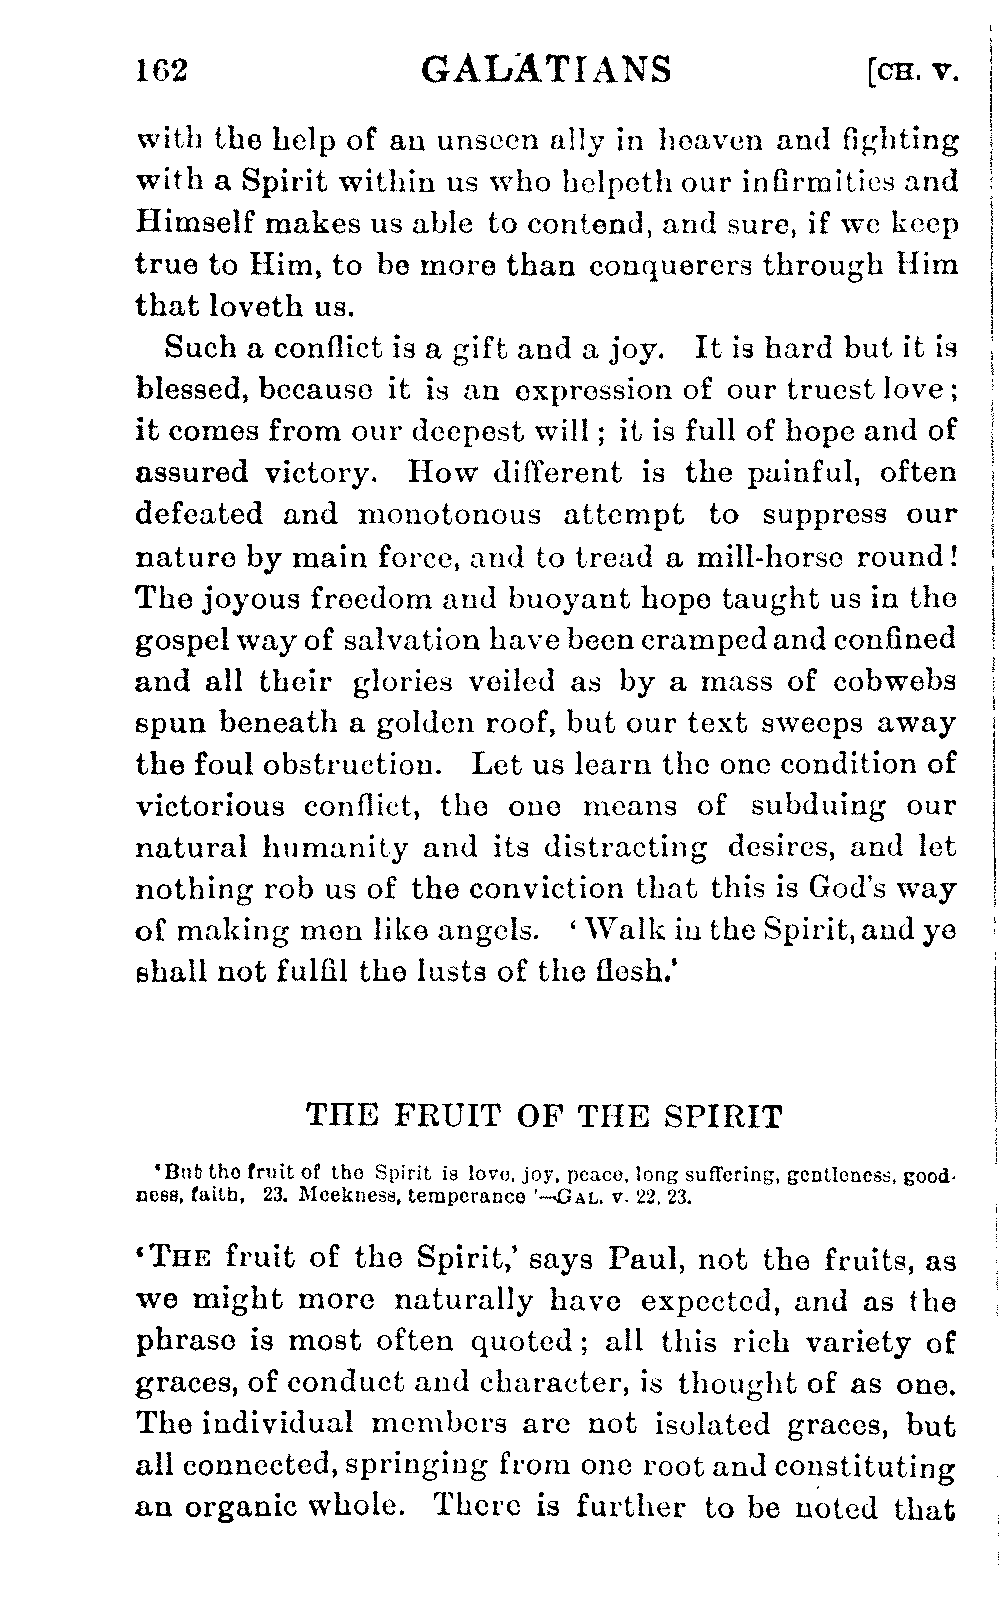 162 GALATIANS [CH. V.
with the help of an unseen ally in heaven and fighting
with a Spirit within us who helpeth our infirmities and
Himself makes us able to contend, and sure, if we keep
true to Him, to be more than conquerers through Him
that loveth us.
Such a conflict is a gift and a joy. It is hard but it is
blessed, because it is an expression of our truest love;
it comes from our deepest will; it is full of hope and of
assured victory. How different is the painful, often
defeated and monotonous attempt to suppress our
nature by main force, and to tread a mill-horse round!
The joyous freedom and buoyant hope taught us in the
gospel way of salvation have been cramped and confined
and all their glories veiled as by a mass of cobwebs
spun beneath a golden roof, but our text sweeps away
the foul obstruction. Let us learn the one condition of
victorious conflict, the one means of subduing our
natural humanity and its distracting desires, and let
nothing rob us of the conviction that this is God's way
of making men like angels. 'Walk in the Spirit, and ye
shall not fulfil the lusts of the flesh.'
THE FRUIT OF THE SPIRIT
'But the fruit of the Spirit is love, joy, peace, long suffering, gentleness, good-
ness, faith, 23. Meekness, temperance'—GAL. v. 22, 23.
'THE fruit of the Spirit,' says Paul, not the fruits, as
we might more naturally have expected, and as the
phrase is most often quoted; all this rich variety of
graces, of conduct and character, is thought of as one.
The individual members are not isolated graces, but
all connected, springing from one root and constituting
an organic whole. There is further to be noted that